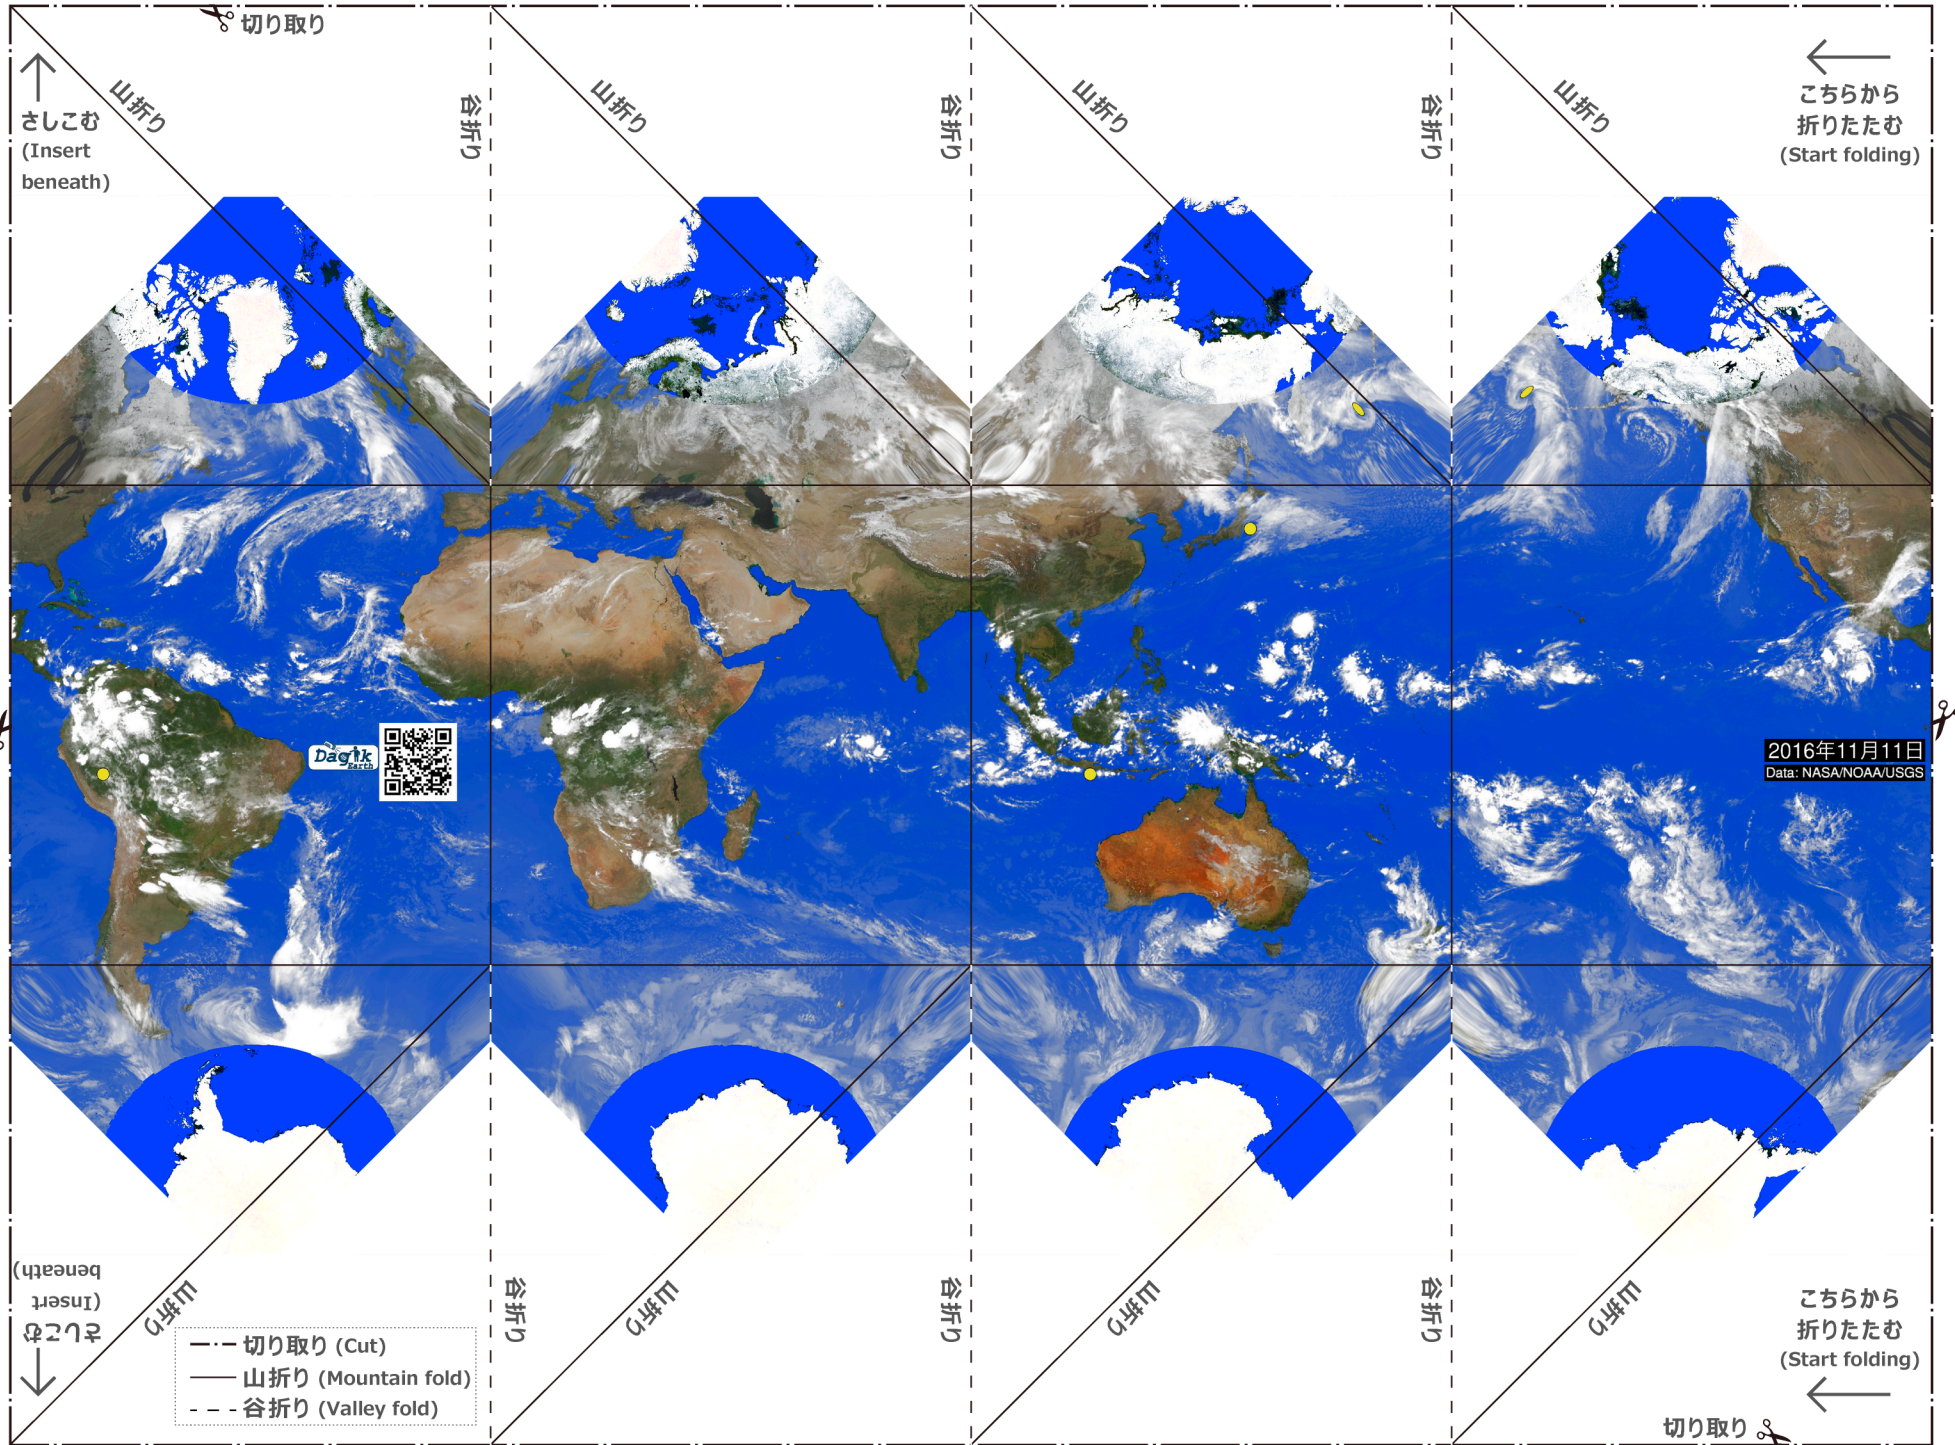 切り取り
さしこむ
(Insert
beneath)
山折り
谷折り
山折り
谷折り
山折り
谷折り
山折り
こちらから
折りたたむ
(Start folding)
Dagik
Earth
2016年11月11日
Data: NASA/NOAA/USGS
さしこむ
(Insert
beneath)
山折り
谷折り
山折り
谷折り
山折り
谷折り
山折り
こちらから
折りたたむ
(Start folding)
切り取り (Cut)
山折り (Mountain fold)
谷折り (Valley fold)
切り取り